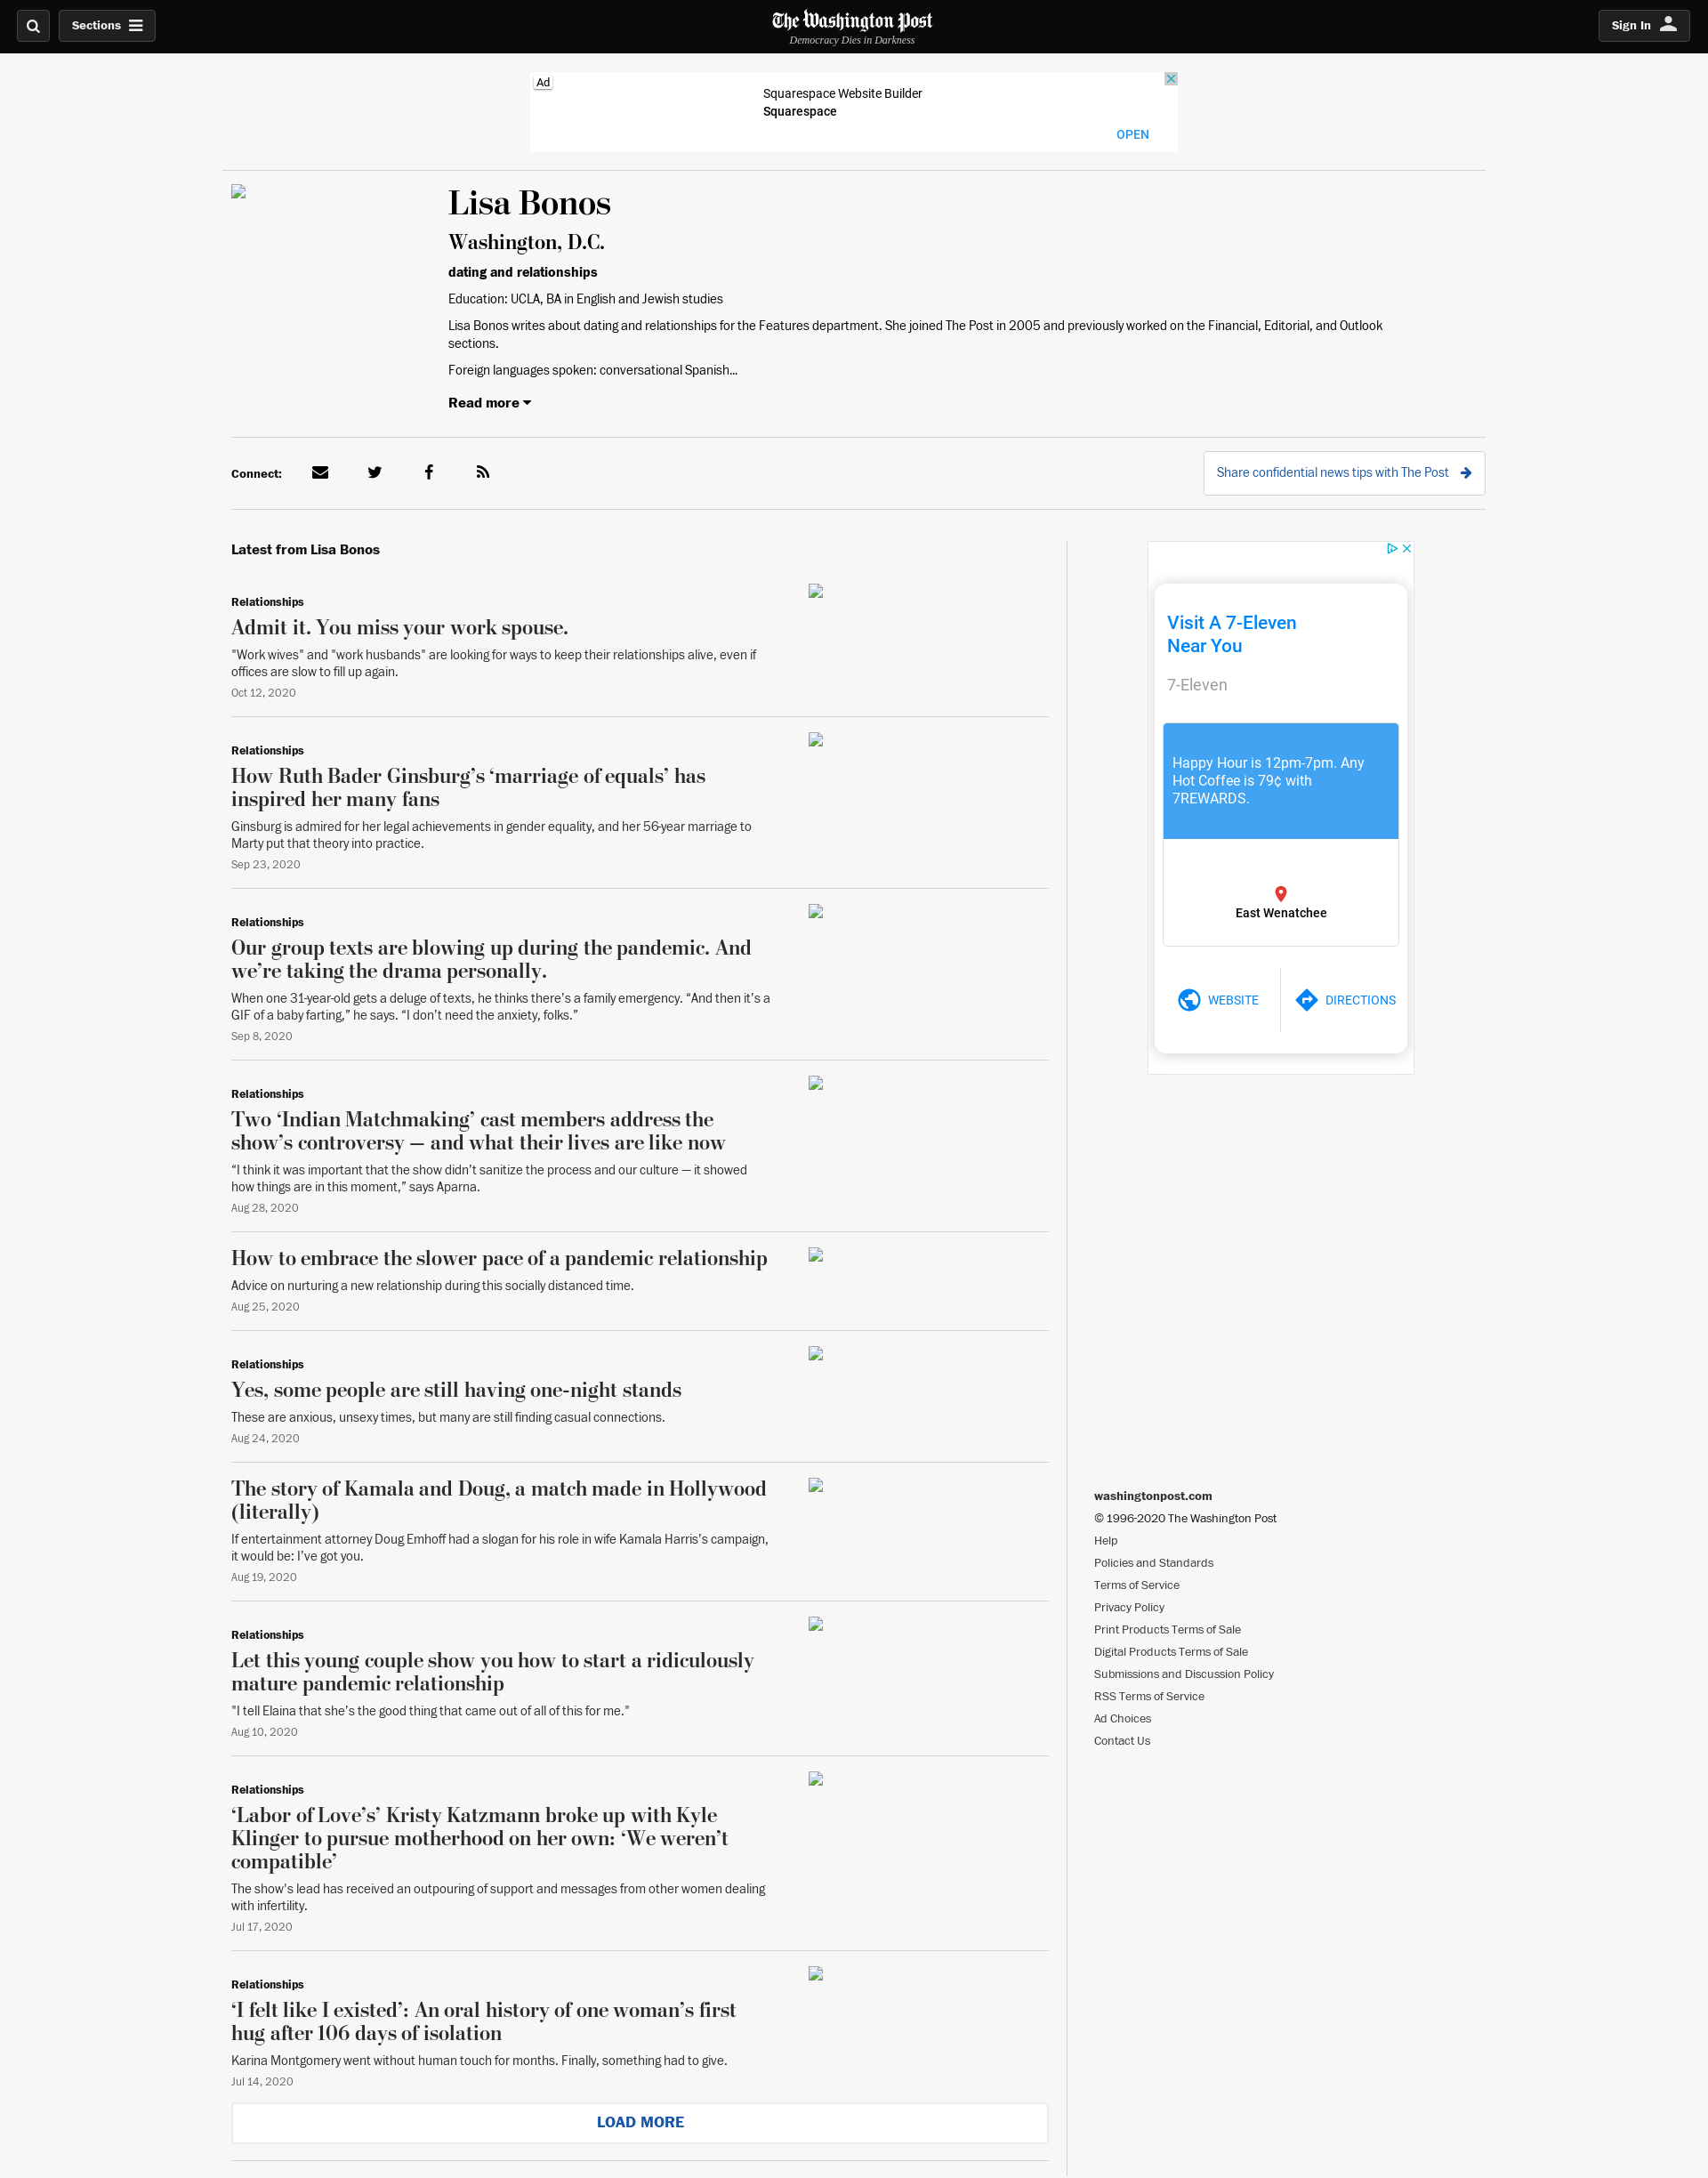 Sections
The Washington Post
Democracy Dies in Darkness
Sign In
Ad
Squarespace Website Builder
Squarespace
OPEN
Lisa Bonos
Washington, D.C.
dating and relationships
Education: UCLA, BA in English and Jewish studies
Lisa Bonos writes about dating and relationships for the Features department. She joined The Post in 2005 and previously worked on the Financial, Editorial, and Outlook
sections.
Foreign languages spoken: conversational Spanish...
Read more
Connect:
Share confidential news tips with The Post
Latest from Lisa Bonos
Relationships
Admit it. You miss your work spouse.
"Work wives" and "work husbands" are looking for ways to keep their relationships alive, even if
offices are slow to fill up again.
Oct 12, 2020
Relationships
How Ruth Bader Ginsburg’s ‘marriage of equals’ has
inspired her many fans
Ginsburg is admired for her legal achievements in gender equality, and her 56-year marriage to
Marty put that theory into practice.
Sep 23, 2020
Relationships
Our group texts are blowing up during the pandemic. And
we’re taking the drama personally.
When one 31-year-old gets a deluge of texts, he thinks there’s a family emergency. “And then it’s a
GIF of a baby farting,” he says. “I don’t need the anxiety, folks.”
Sep 8, 2020
Relationships
Two ‘Indian Matchmaking’ cast members address the
show’s controversy — and what their lives are like now
“I think it was important that the show didn’t sanitize the process and our culture — it showed
how things are in this moment,” says Aparna.
Aug 28, 2020
How to embrace the slower pace of a pandemic relationship
Advice on nurturing a new relationship during this socially distanced time.
Aug 25, 2020
Relationships
Yes, some people are still having one-night stands
These are anxious, unsexy times, but many are still finding casual connections.
Aug 24, 2020
The story of Kamala and Doug, a match made in Hollywood
(literally)
If entertainment attorney Doug Emhoff had a slogan for his role in wife Kamala Harris’s campaign,
it would be: I’ve got you.
Aug 19, 2020
Relationships
Let this young couple show you how to start a ridiculously
mature pandemic relationship
"I tell Elaina that she’s the good thing that came out of all of this for me."
Aug 10, 2020
Relationships
‘Labor of Love’s’ Kristy Katzmann broke up with Kyle
Klinger to pursue motherhood on her own: ‘We weren’t
compatible’
The show’s lead has received an outpouring of support and messages from other women dealing
with infertility.
Jul 17, 2020
Relationships
‘I felt like I existed’: An oral history of one woman’s first
hug after 106 days of isolation
Karina Montgomery went without human touch for months. Finally, something had to give.
Jul 14, 2020
LOAD MORE
Visit A 7-Eleven
Near You
7-Eleven
Happy Hour is 12pm-7pm. Any
Hot Coffee is 79¢ with
7REWARDS.
East Wenatchee
WEBSITE
DIRECTIONS
washingtonpost.com
© 1996-2020 The Washington Post
Help
Policies and Standards
Terms of Service
Privacy Policy
Print Products Terms of Sale
Digital Products Terms of Sale
Submissions and Discussion Policy
RSS Terms of Service
Ad Choices
Contact Us